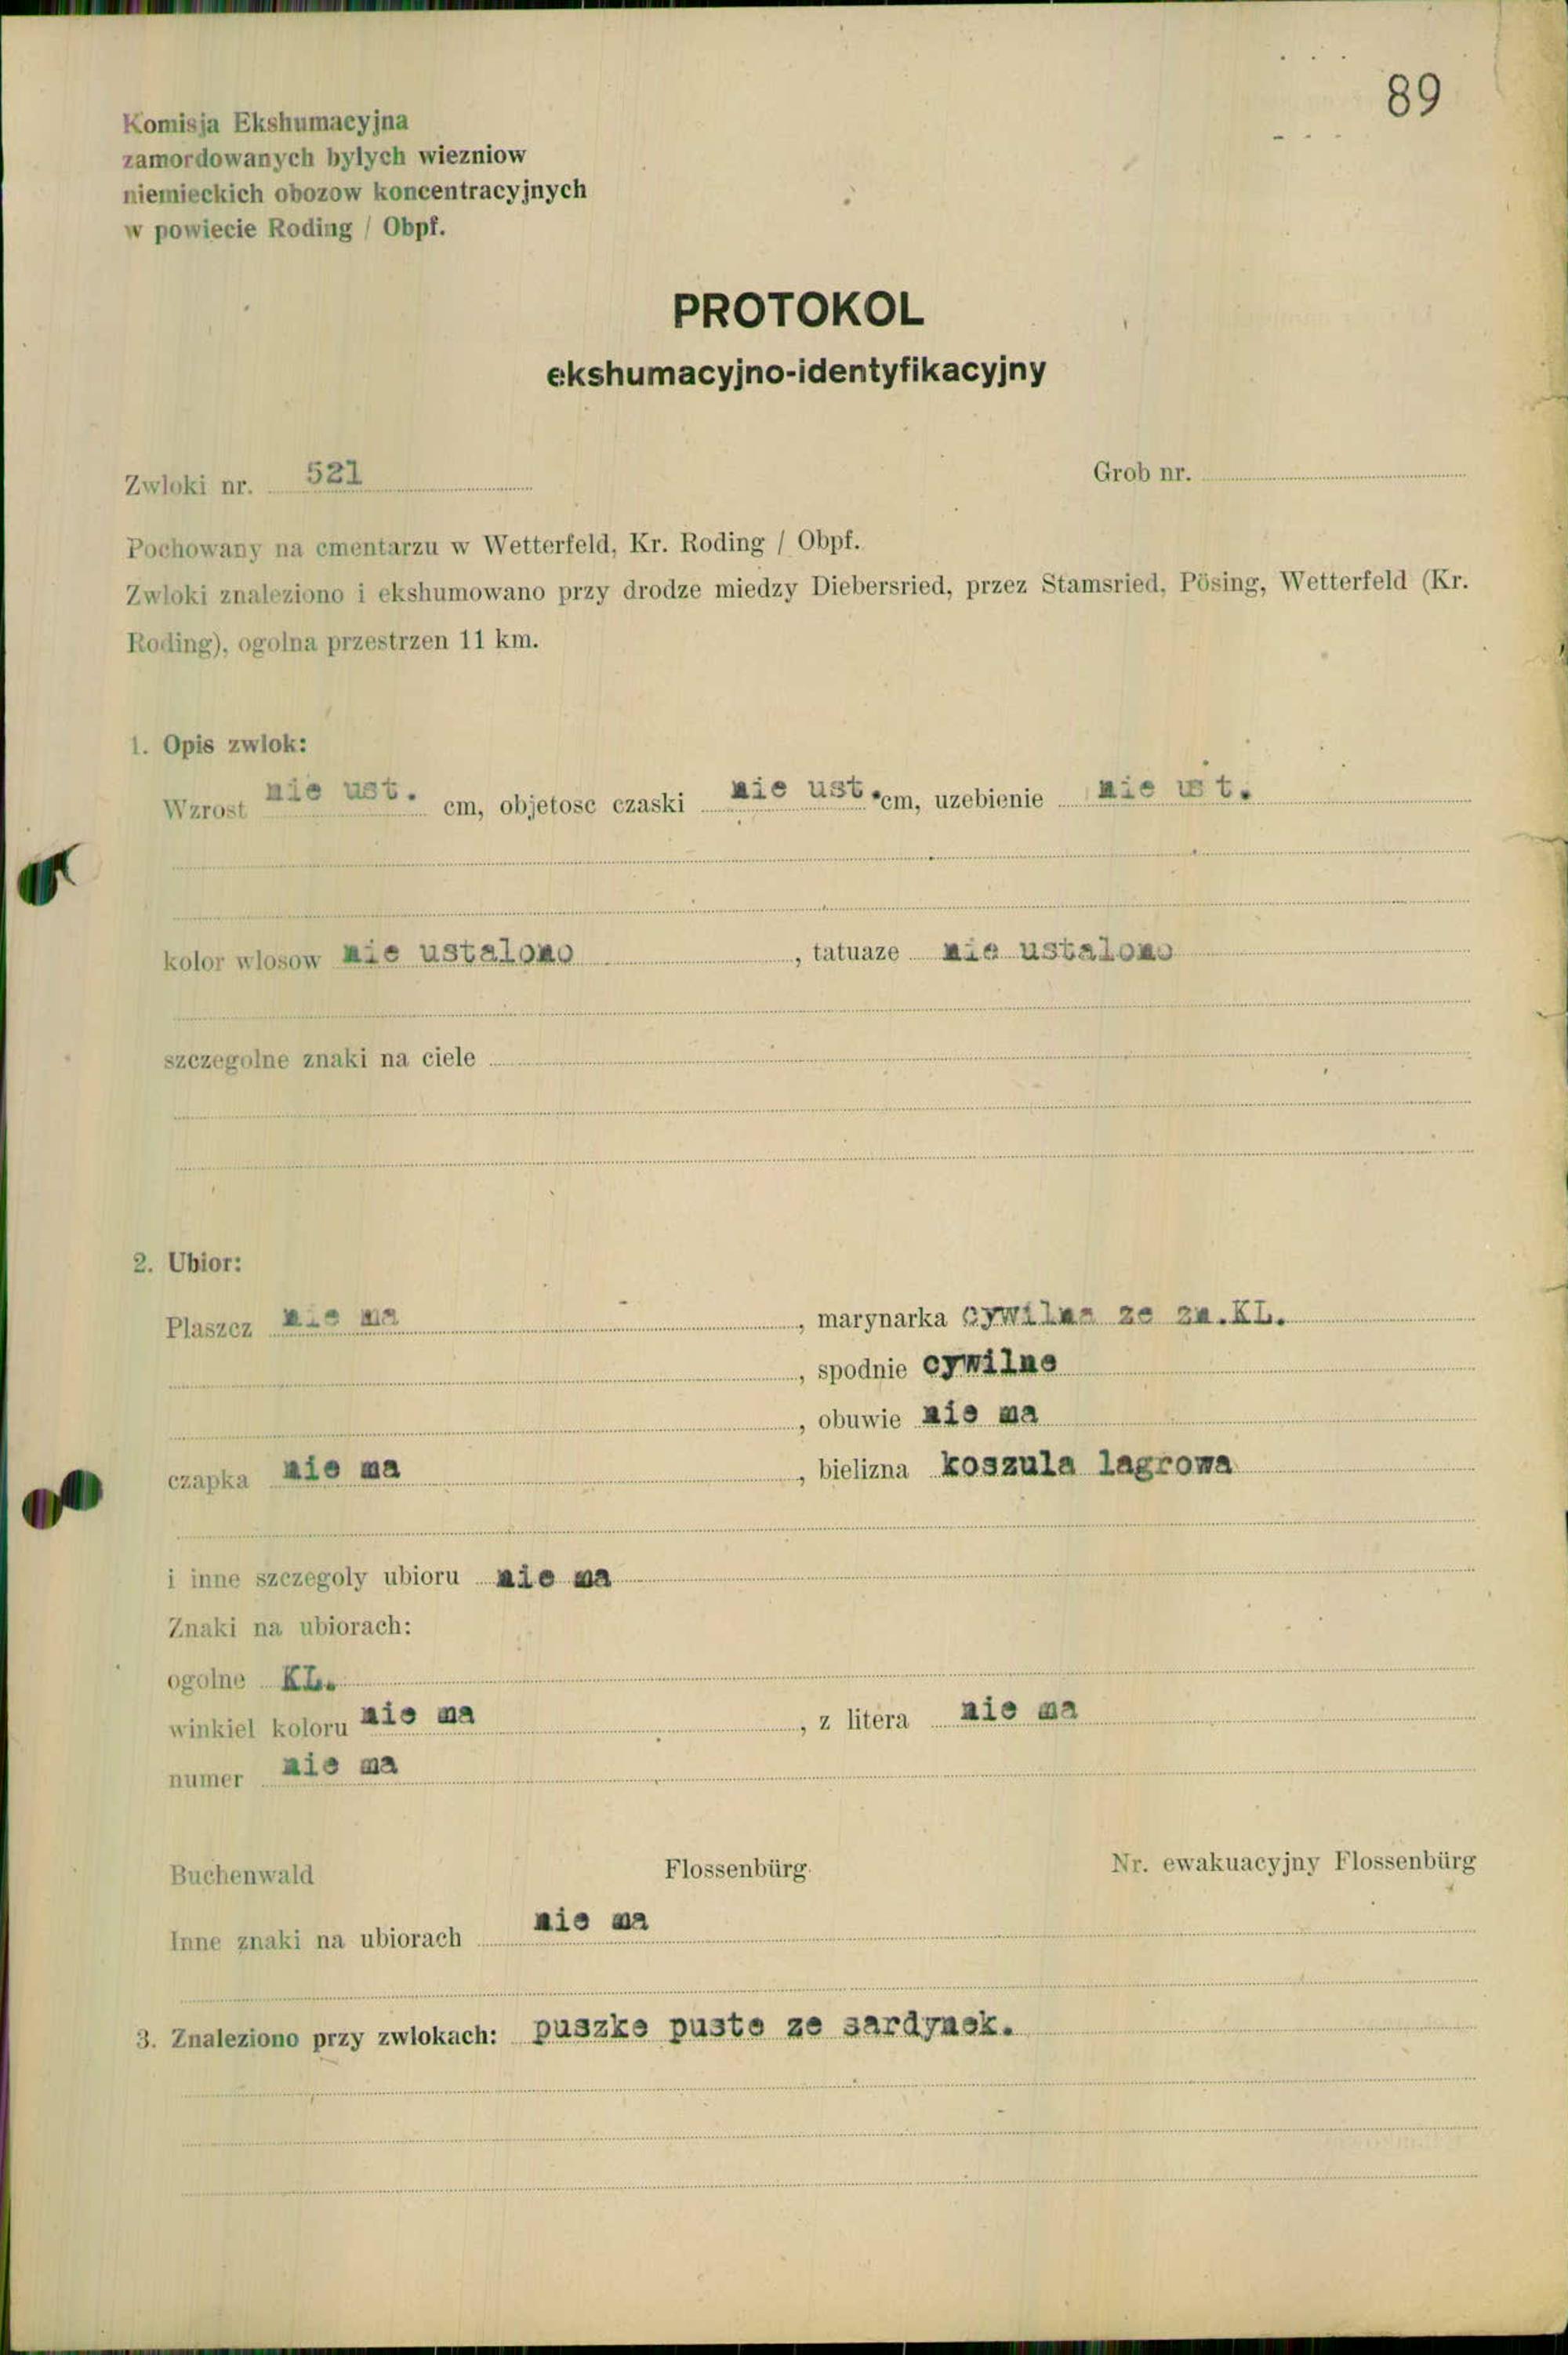 89
Komisja Ekshumacyjna
zamordowanych bylych wiezniow
niemieckich obozow koncentracyjnych
w powiecie Roding / Obpf.
PROTOKOL
ekshumacyjno-identyfikacyjny
Zwloki nr. 521 Grob nr.
Pochowany na cmentarzu w Wetterfeld, Kr. Roding / Obpf.
Zwloki znaleziono i ekshumowano przy drodze miedzy Diebersried, przez Stamsried, Pösing, Wetterfeld (Kr.
Roding), ogolna przestrzen 11 km.
1. Opis zwlok:
Wzrost nie ust. cm, objetosc czaski nie ust. cm, uzebienie nie ust.
kolor wlosow nie ustalono , tatuaze nie ustalono
szczegolne znaki na ciele
2. Ubior:
Plaszcz nie ma , marynarka cywilna ze zn.KL.
, spodnie cywilne
, obuwie nie ma
czapka nie ma , bielizna koszula lagrowa
i inne szczegoly ubioru nie ma
Znaki na ubiorach:
ogolne KL.
winkiel koloru nie ma , z litera nie ma
numer nie ma
Buchenwald Flossenbürg Nr. ewakuacyjny Flossenbürg
Inne znaki na ubiorach nie ma
3. Znaleziono przy zwlokach: puszke puste ze sardynek.